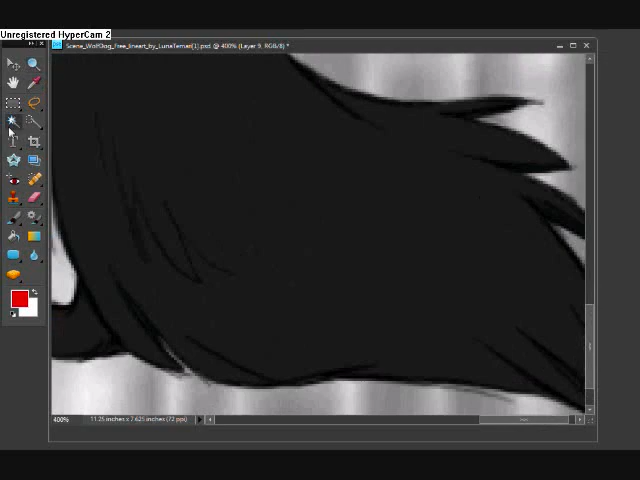 Unregistered HyperCam 2
Scene_WolfDog_Free_lineart_by_LunaTemari[1].psd @ 400% (Layer 9, RGB/8) *
T
400%
11.25 inches x 7.625 inches (72 ppi)